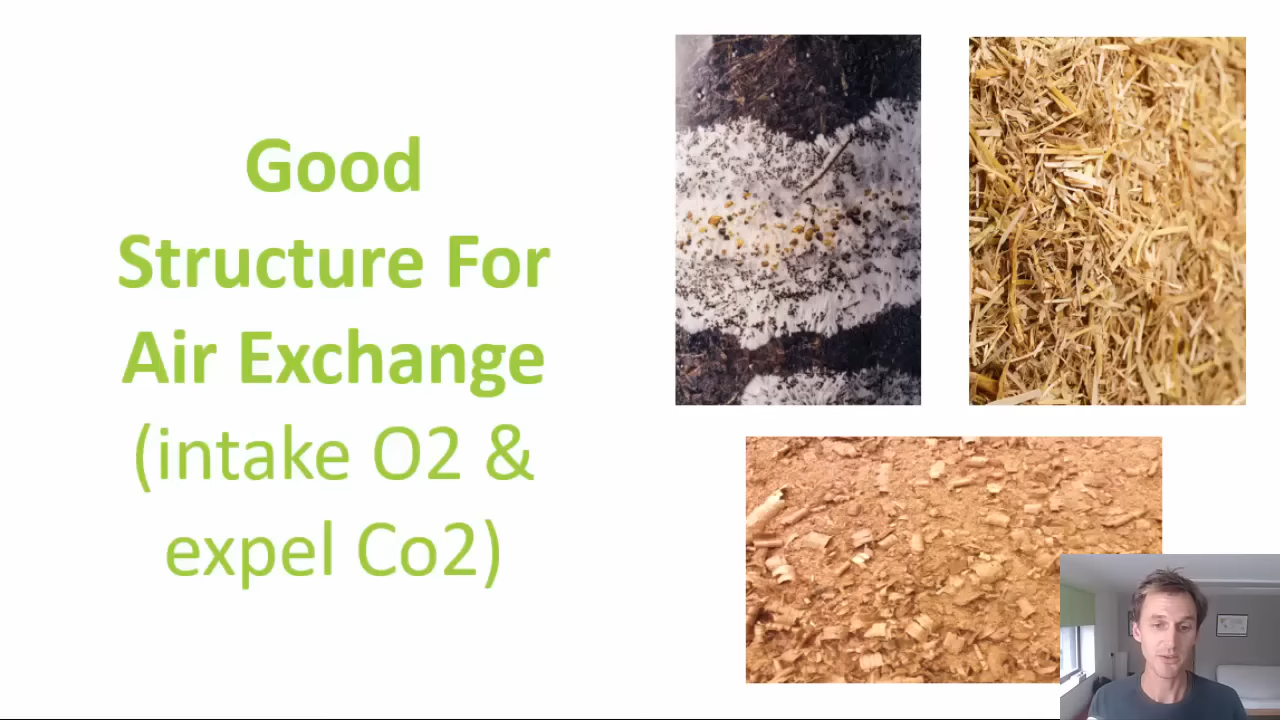 Good
Structure For
Air Exchange
(intake O2 &
expel Co2)